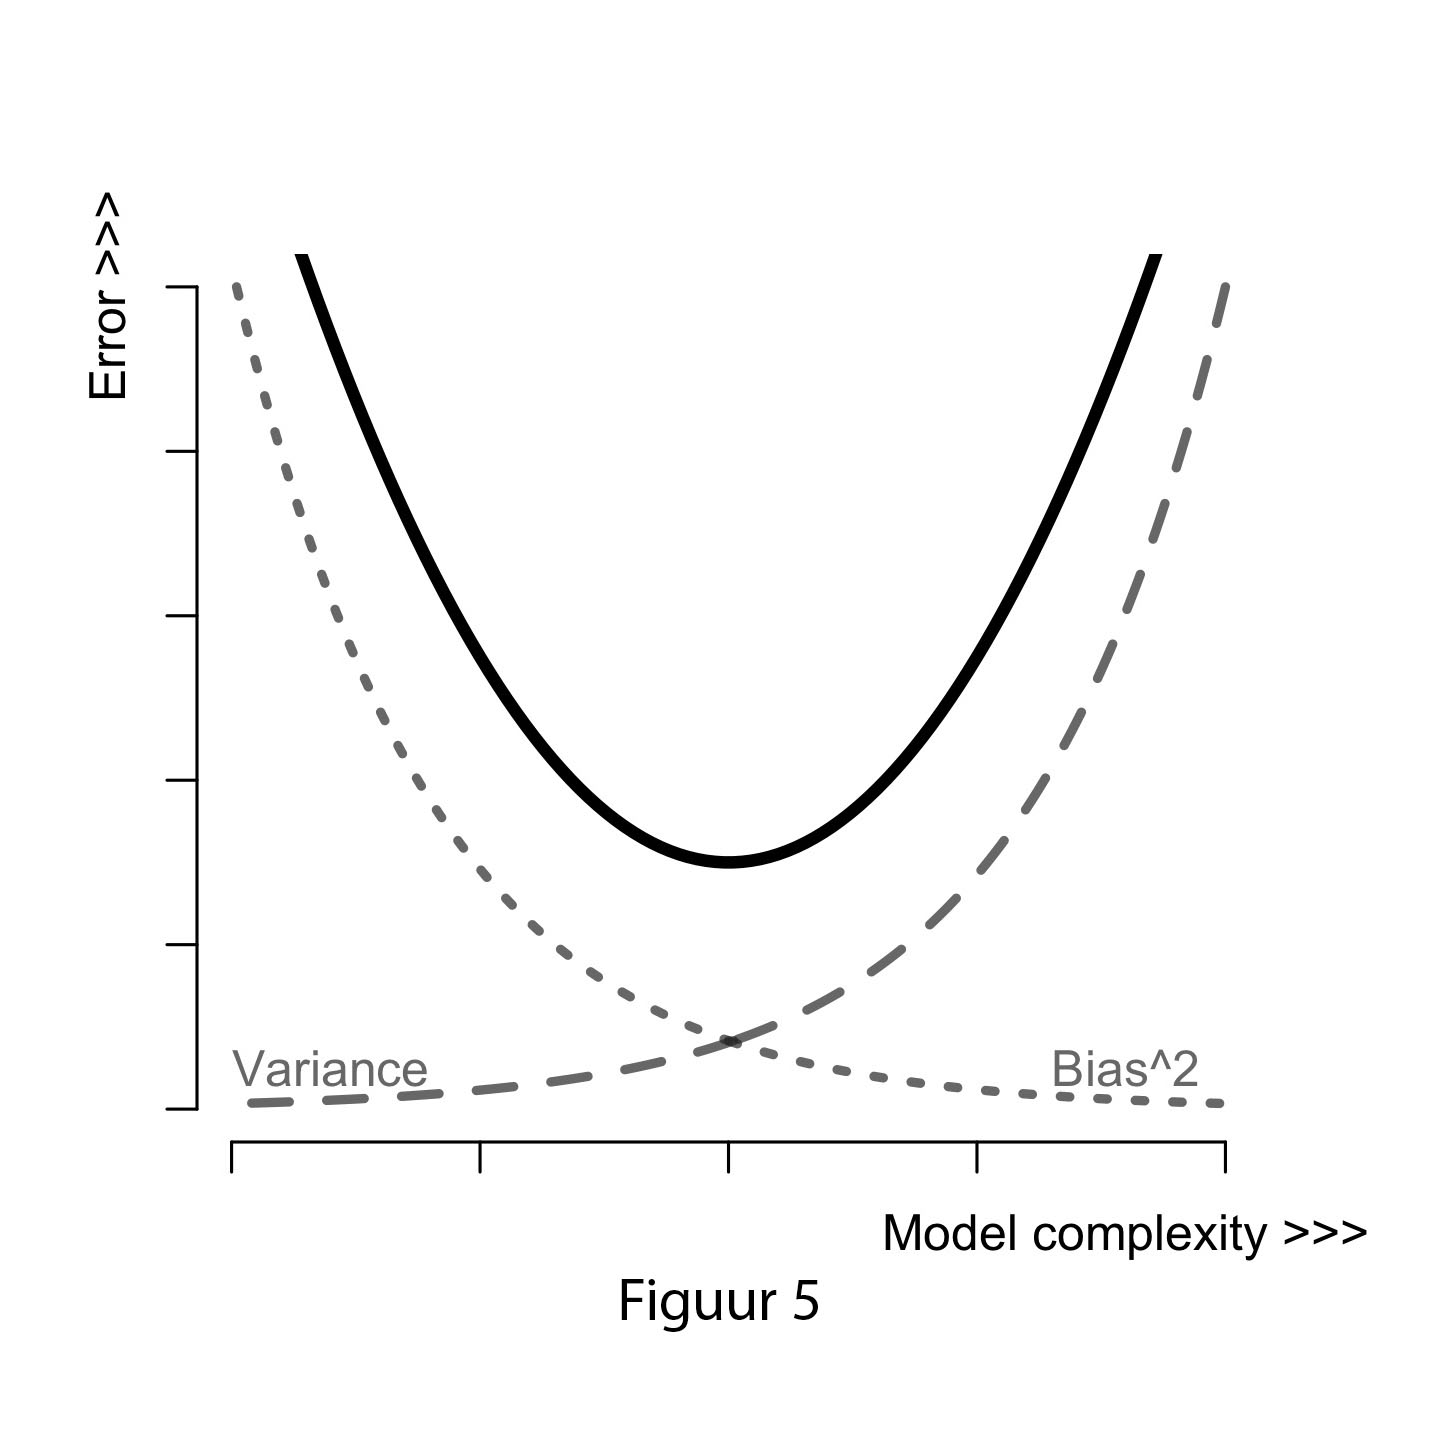 Error >>>
Variance
Bias^2
Model complexity >>>
Figuur 5